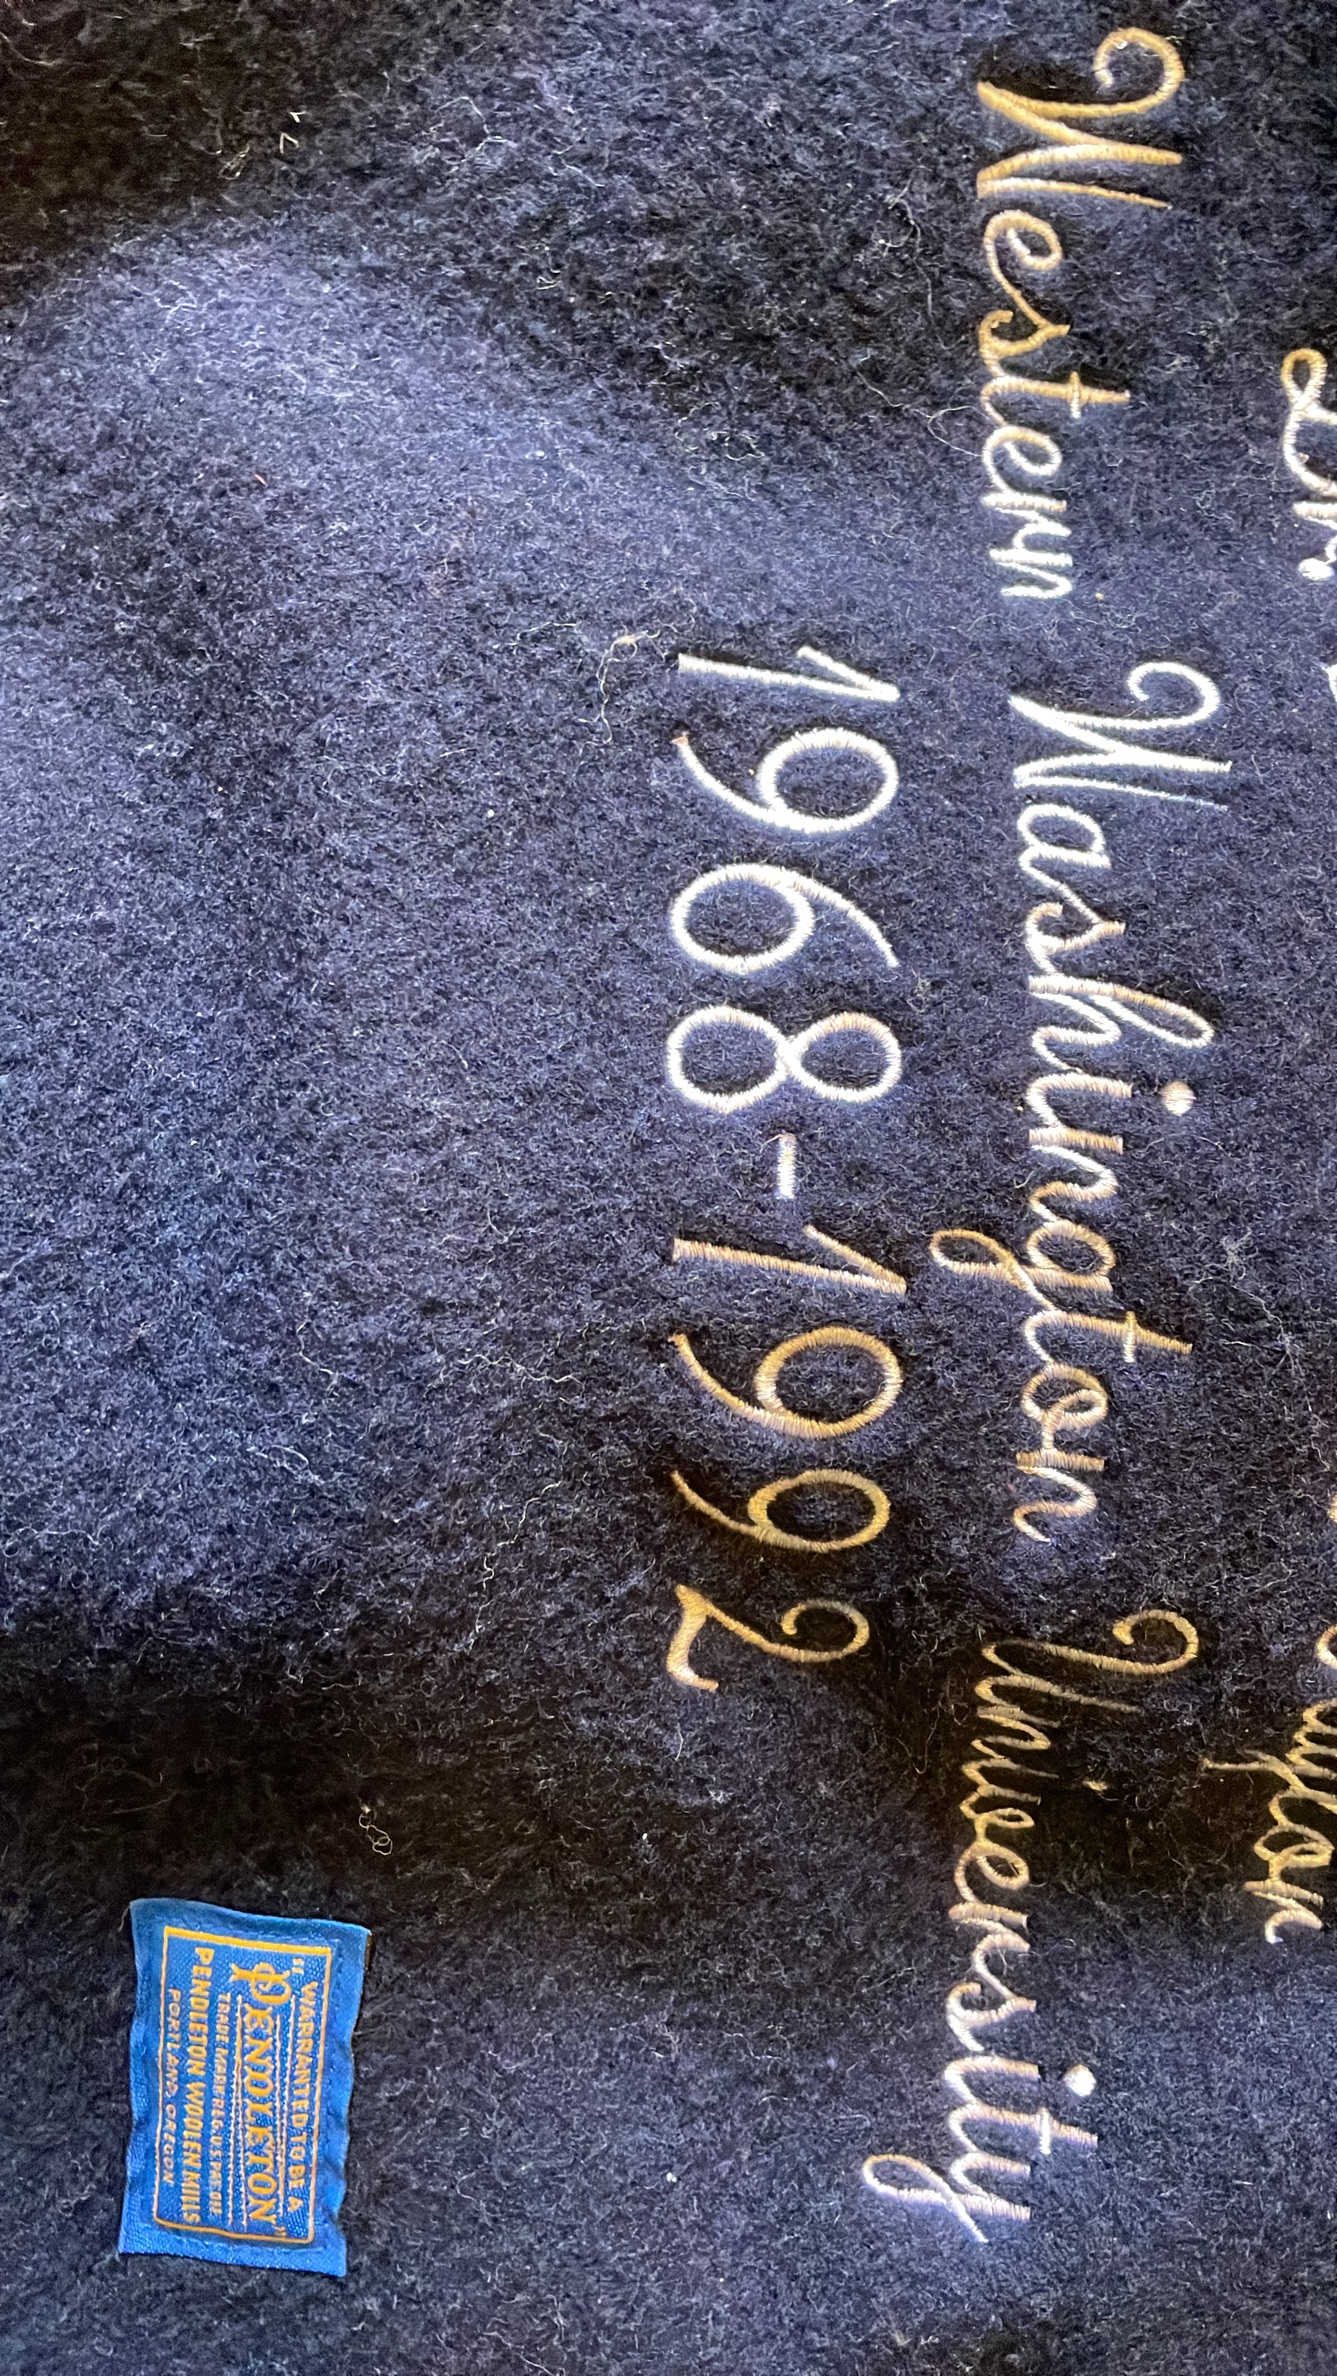 Dr.
Western Washington University
1968-1992
"WARRANTED TO BE A
PENDLETON"
TRADE MARK REG. U.S. PAT. OFF.
PENDLETON WOOLEN MILLS
PORTLAND, OREGON